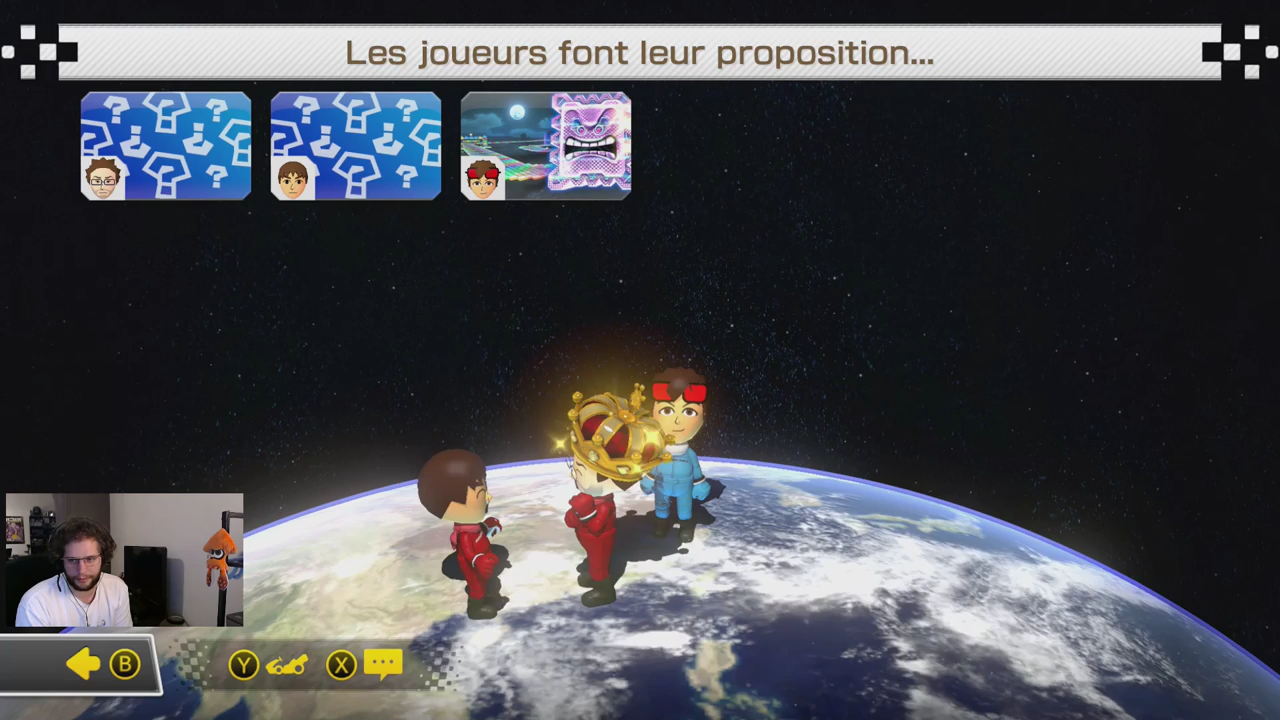 Les joueurs font leur proposition...
? ? ? ? ? ?
? ? ? ? ? ?
B Y X